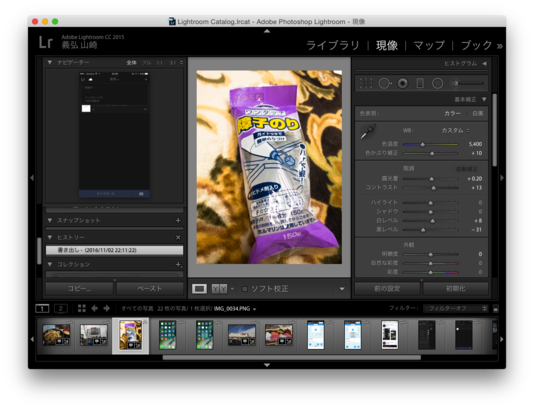 Lightroom Catalog.lrcat - Adobe Photoshop Lightroom - 現像
Lr
Adobe Lightroom CC 2015
義弘 山崎
ライブラリ | 現像 | マップ | ブック
ナビゲーター
全体
スナップショット
ヒストリー
書き出し - (2016/11/02 22:11:22)
コレクション
コピー...
ペースト
ワンタッチ
障子のり
150g
ソフト校正
ヒストグラム
基本補正
色表現 :
カラー
白黒
WB :
カスタム
色温度
5,400
色かぶり補正
+ 10
階調
自動補正
露光量
+ 0.20
コントラスト
+ 13
ハイライト
0
シャドウ
0
白レベル
+ 8
黒レベル
- 31
外観
明瞭度
0
自然な彩度
0
彩度
0
前の設定
初期化
1
2
すべての写真
22 枚の写真/ 1 枚選択/ IMG_0034.PNG
フィルター :
フィルターオフ